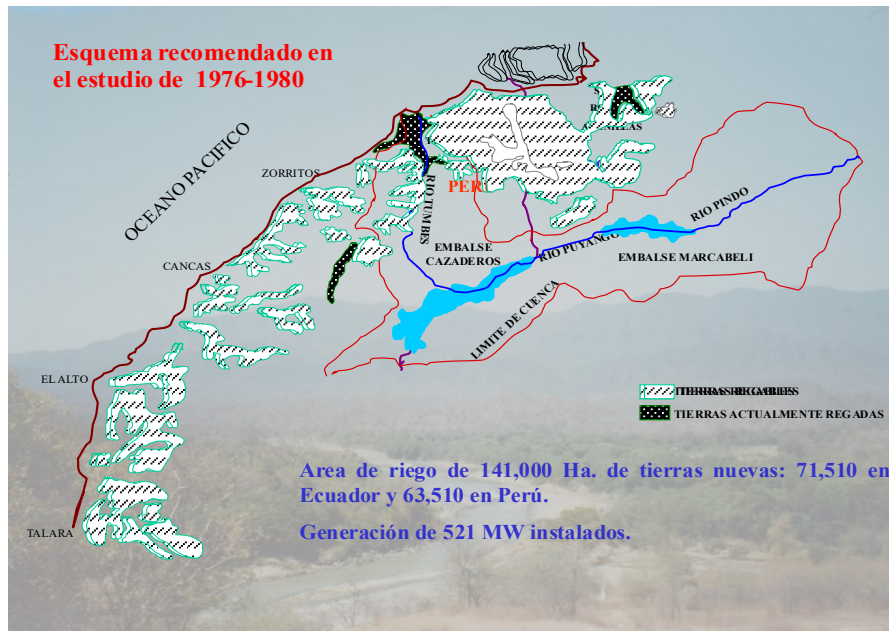 Esquema recomendado en
el estudio de 1976-1980
OCEANO PACIFICO
ZORRITOS
CANCAS
EL ALTO
TALARA
RIO TUMBES
PER
EMBALSE
CAZADEROS
RIO PUYANGO
RIO PINDO
EMBALSE MARCABELI
LIMITE DE CUENCA
TIERRAS REGABLES
TIERRAS ACTUALMENTE REGADAS
Area de riego de 141,000 Ha. de tierras nuevas: 71,510 en
Ecuador y 63,510 en Perú.
Generación de 521 MW instalados.